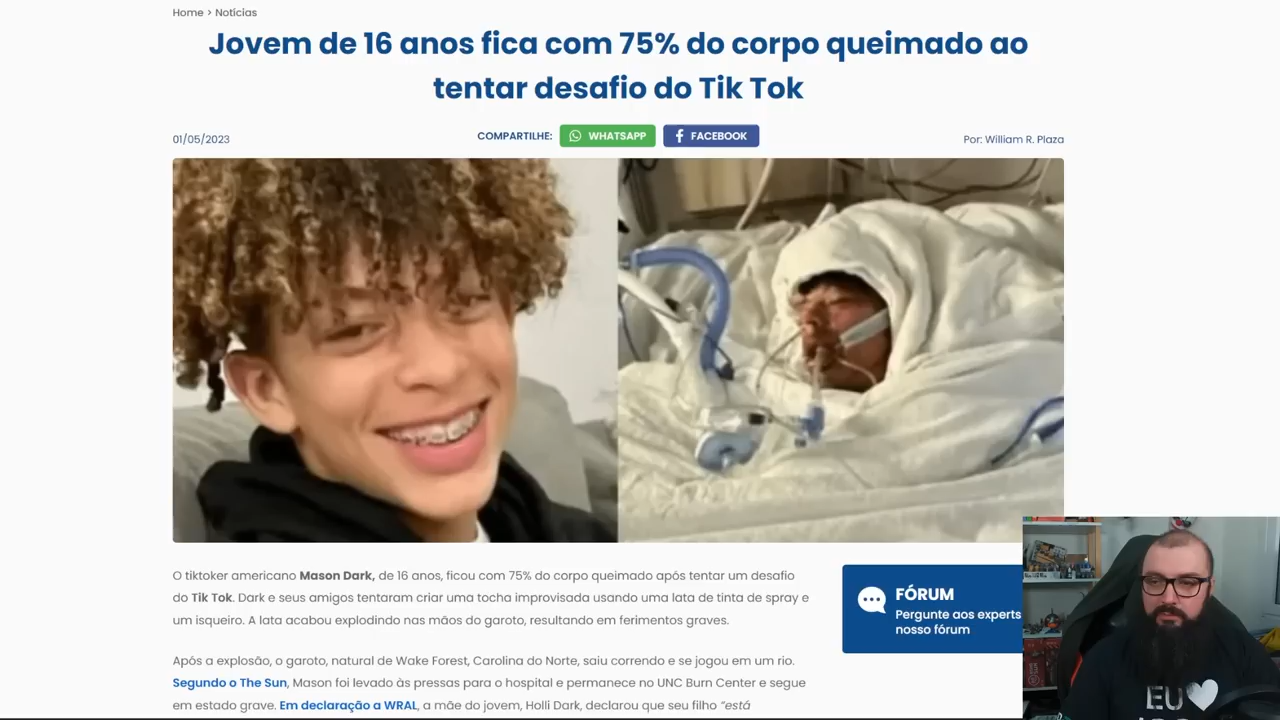 Home > Notícias
Jovem de 16 anos fica com 75% do corpo queimado ao
tentar desafio do Tik Tok
01/05/2023
COMPARTILHE:
WHATSAPP
FACEBOOK
Por: William R. Plaza
O tiktoker americano Mason Dark, de 16 anos, ficou com 75% do corpo queimado após tentar um desafio
do Tik Tok. Dark e seus amigos tentaram criar uma tocha improvisada usando uma lata de tinta de spray e
um isqueiro. A lata acabou explodindo nas mãos do garoto, resultando em ferimentos graves.
Após a explosão, o garoto, natural de Wake Forest, Carolina do Norte, saiu correndo e se jogou em um rio.
Segundo o The Sun, Mason foi levado às pressas para o hospital e permanece no UNC Burn Center e segue
em estado grave. Em declaração a WRAL, a mãe do jovem, Holli Dark, declarou que seu filho “está
FÓRUM
Pergunte aos experts
nosso fórum
EU